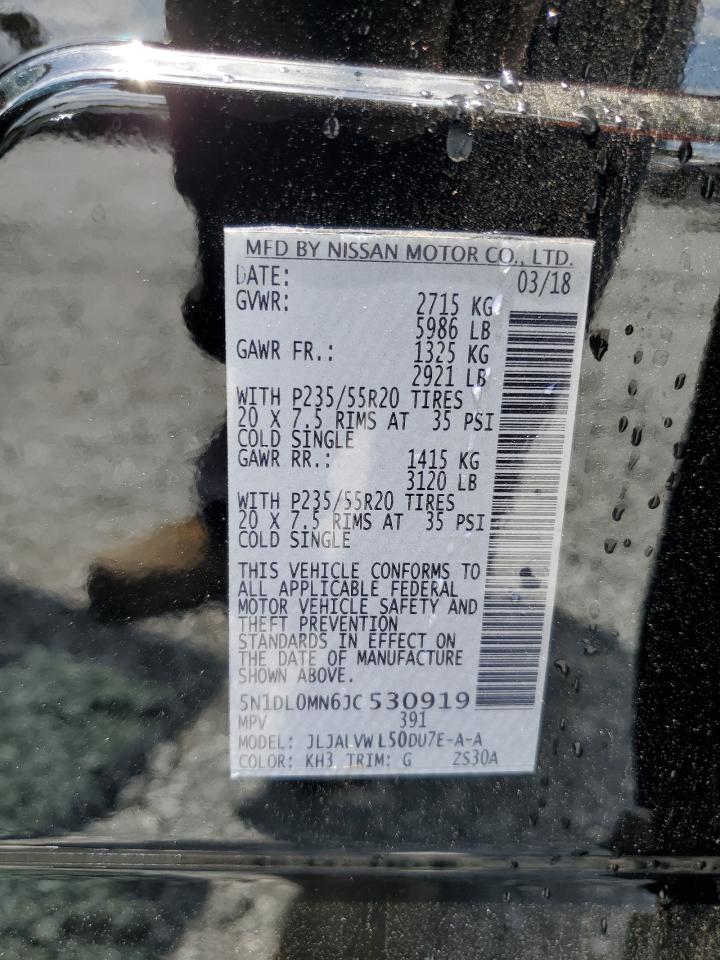 MFD BY NISSAN MOTOR CO., LTD.
DATE: 03/18
GVWR: 2715 KG
5986 LB
GAWR FR.: 1325 KG
2921 LB
WITH P235/55R20 TIRES
20 X 7.5 RIMS AT 35 PSI
COLD SINGLE
GAWR RR.: 1415 KG
3120 LB
WITH P235/55R20 TIRES
20 X 7.5 RIMS AT 35 PSI
COLD SINGLE
THIS VEHICLE CONFORMS TO
ALL APPLICABLE FEDERAL
MOTOR VEHICLE SAFETY AND
THEFT PREVENTION
STANDARDS IN EFFECT ON
THE DATE OF MANUFACTURE
SHOWN ABOVE.
5N1DL0MN6JC530919
MPV 391
MODEL: JLJALVWL50DU7E-A-A
COLOR: KH3 TRIM: G ZS30A